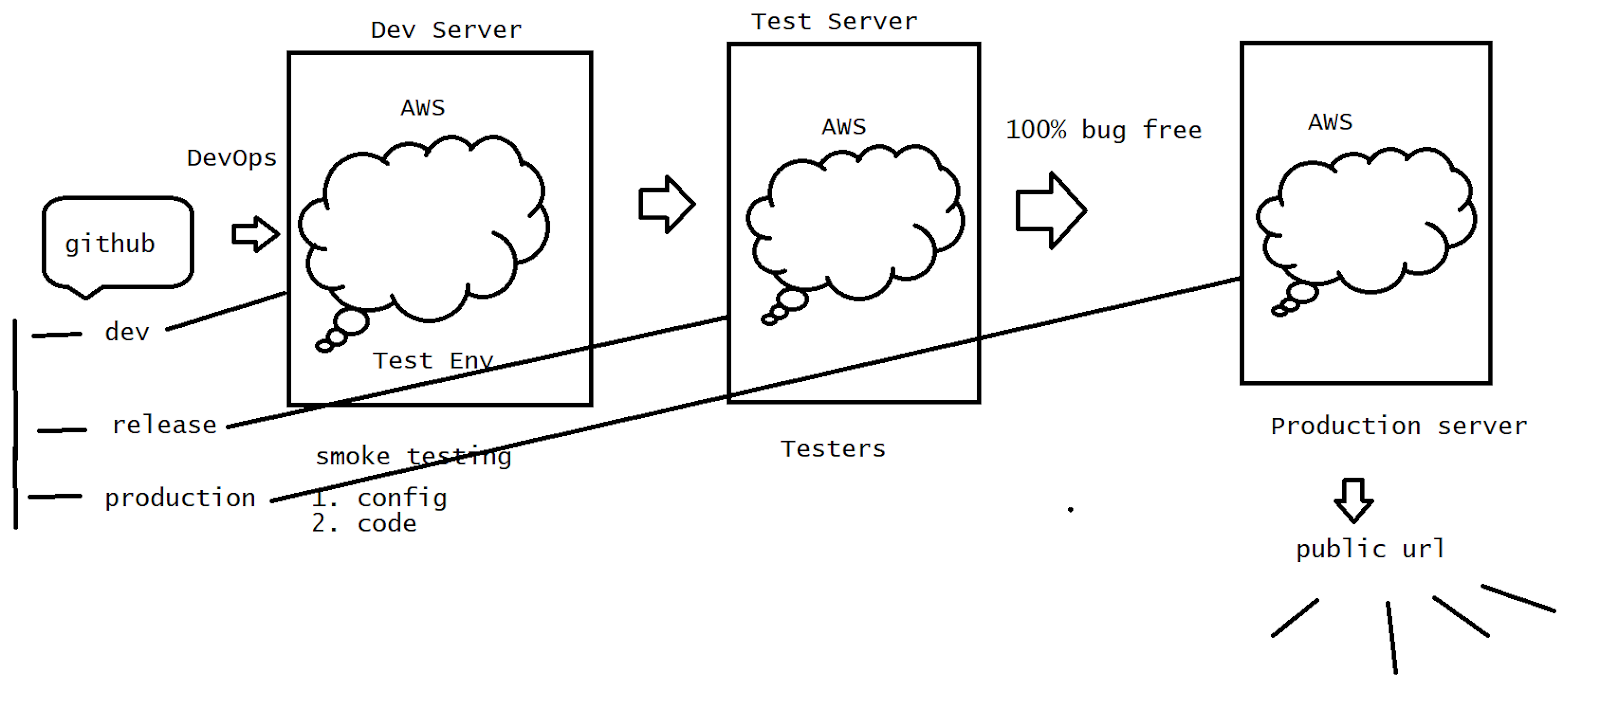 Dev Server
Test Server
AWS
AWS
100% bug free
AWS
DevOps
github
dev
Test Env
release
Production server
smoke testing
Testers
production
1. config
2. code
public url